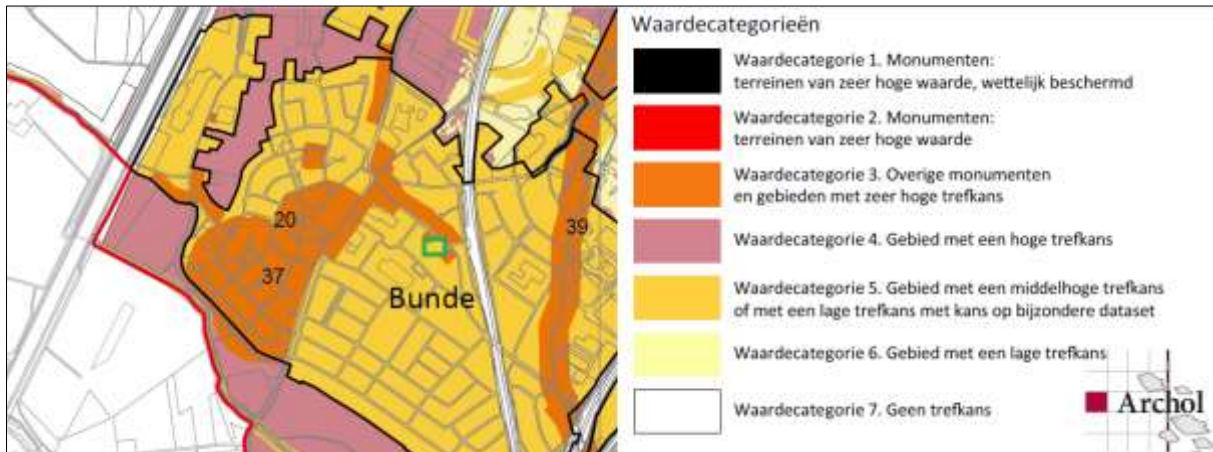 20
37
39
Bunde
Waardecategorieën
Waardecategorie 1. Monumenten:
terreinen van zeer hoge waarde, wettelijk beschermd
Waardecategorie 2. Monumenten:
terreinen van zeer hoge waarde
Waardecategorie 3. Overige monumenten
en gebieden met zeer hoge trefkans
Waardecategorie 4. Gebied met een hoge trefkans
Waardecategorie 5. Gebied met een middelhoge trefkans
of met een lage trefkans met kans op bijzondere dataset
Waardecategorie 6. Gebied met een lage trefkans
Waardecategorie 7. Geen trefkans
Archol